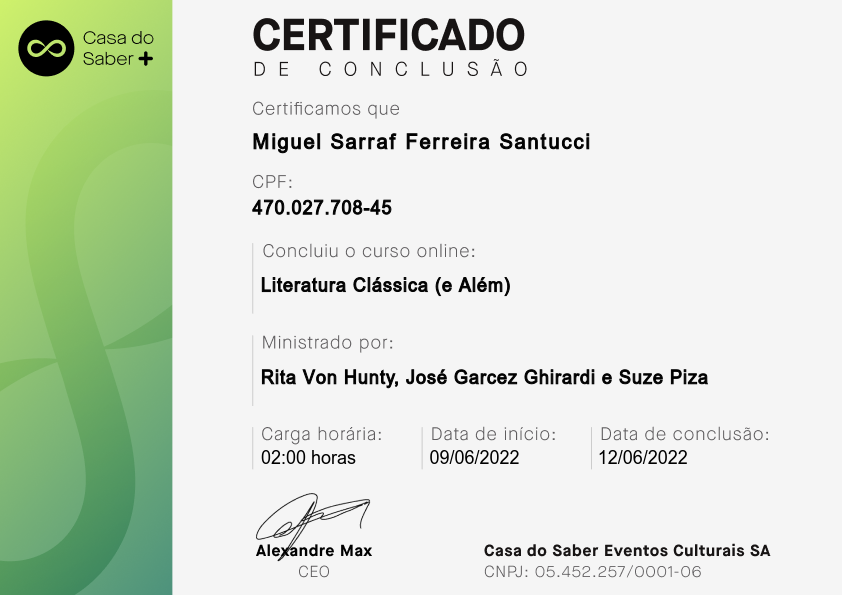 Casa do
Saber +
CERTIFICADO
DE CONCLUSÃO
Certificamos que
Miguel Sarraf Ferreira Santucci
CPF:
470.027.708-45
Concluiu o curso online:
Literatura Clássica (e Além)
Ministrado por:
Rita Von Hunty, José Garcez Ghirardi e Suze Piza
Carga horária:
02:00 horas
Data de início:
09/06/2022
Data de conclusão:
12/06/2022
Alexandre Max
CEO
Casa do Saber Eventos Culturais SA
CNPJ: 05.452.257/0001-06